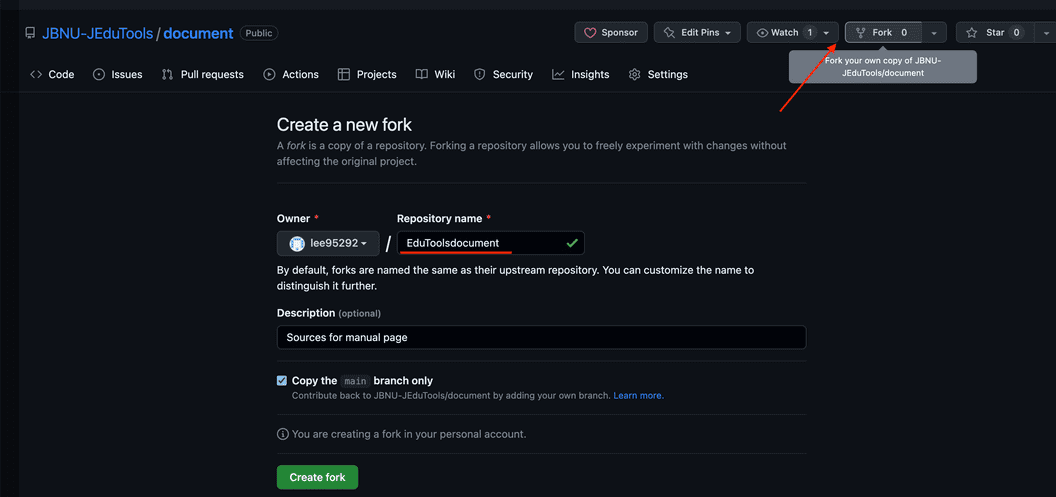 JBNU-JEduTools / document Public
Sponsor Edit Pins Watch 1 Fork 0 Star 0
Fork your own copy of JBNU-
JEduTools/document
Code Issues Pull requests Actions Projects Wiki Security Insights Settings
Create a new fork
A fork is a copy of a repository. Forking a repository allows you to freely experiment with changes without
affecting the original project.
Owner * Repository name *
lee95292 / EduToolsdocument
By default, forks are named the same as their upstream repository. You can customize the name to
distinguish it further.
Description (optional)
Sources for manual page
Copy the main branch only
Contribute back to JBNU-JEduTools/document by adding your own branch. Learn more.
You are creating a fork in your personal account.
Create fork